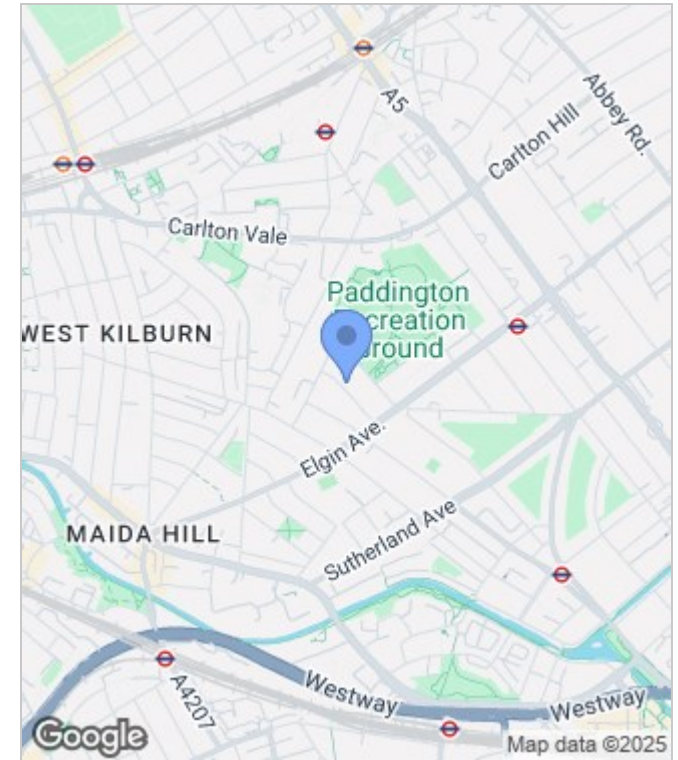 A5
Abbey Rd.
Carlton Hill
Carlton Vale
Paddington
creation
round
WEST KILBURN
Elgin Ave.
MAIDA HILL
Sutherland Ave
Westway
Westway
A4207
Google
Map data ©2025